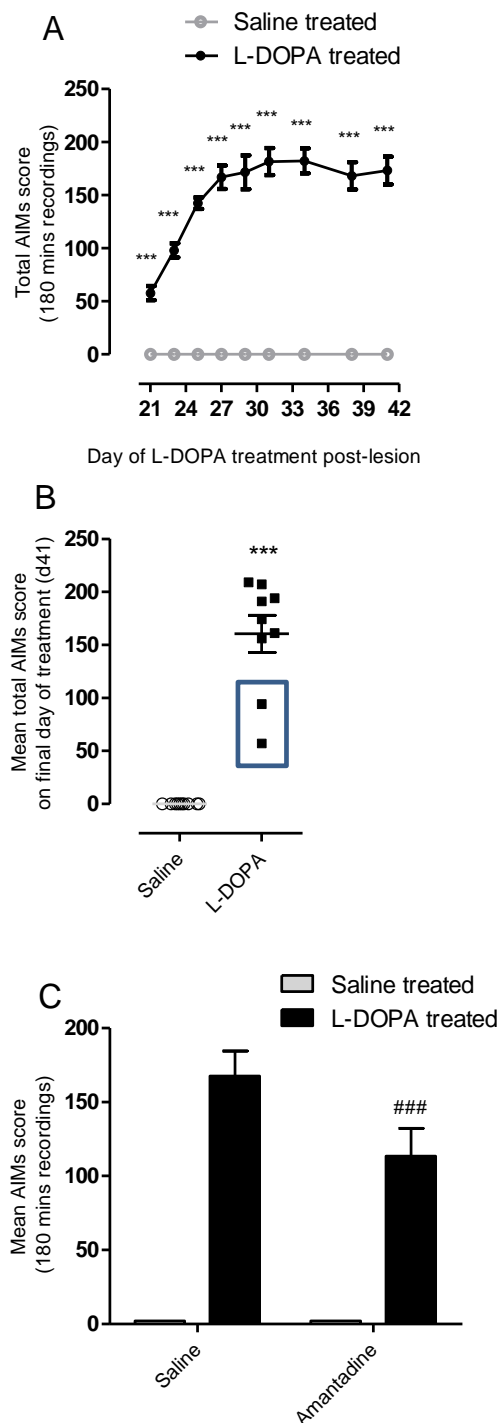 A
Saline treated
L-DOPA treated
Total AIMs score
(180 mins recordings)
250
200
150
100
50
0
***
***
***
***
***
***
***
***
***
21 24 27 30 33 36 39 42
Day of L-DOPA treatment post-lesion
B
Mean total AIMs score
on final day of treatment (d41)
250
200
150
100
50
0
***
Saline
L-DOPA
C
Saline treated
L-DOPA treated
Mean AIMs score
(180 mins recordings)
200
150
100
50
0
###
Saline
Amantadine